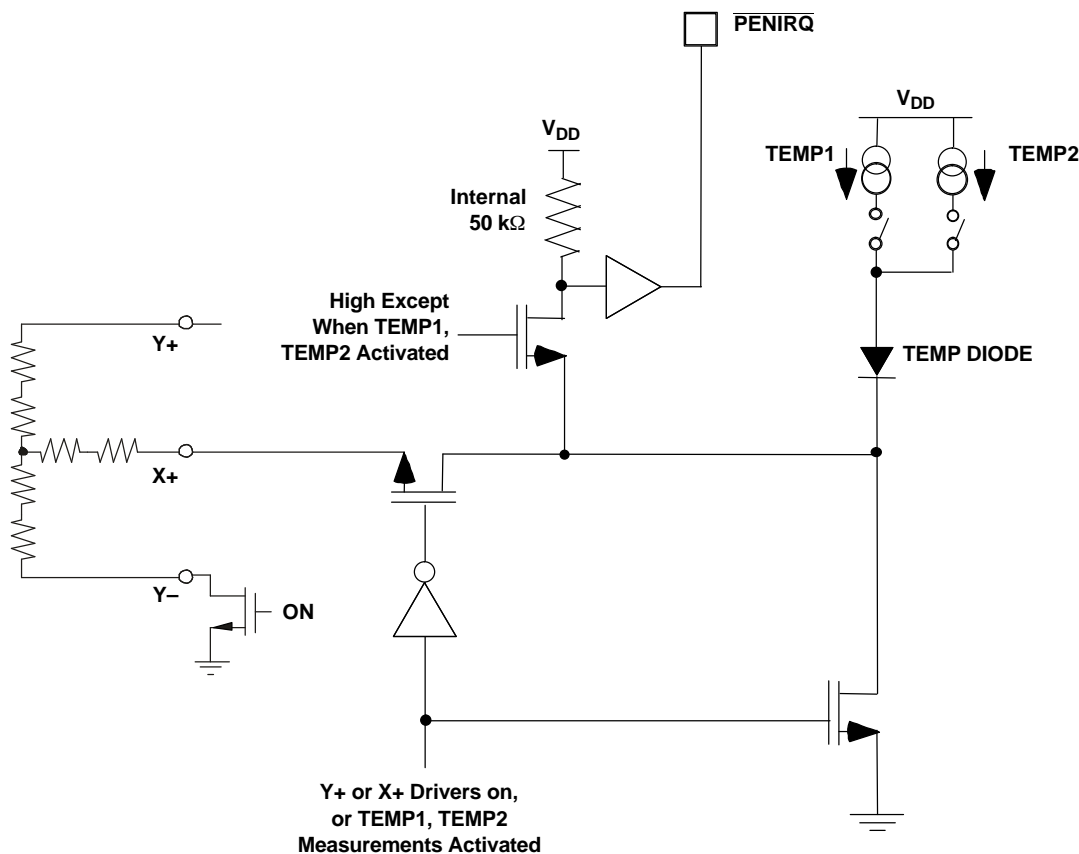 PENIRQ
VDD
VDD
TEMP1
TEMP2
Internal
50 kΩ
High Except
When TEMP1,
TEMP2 Activated
Y+
TEMP DIODE
X+
Y–
ON
Y+ or X+ Drivers on,
or TEMP1, TEMP2
Measurements Activated